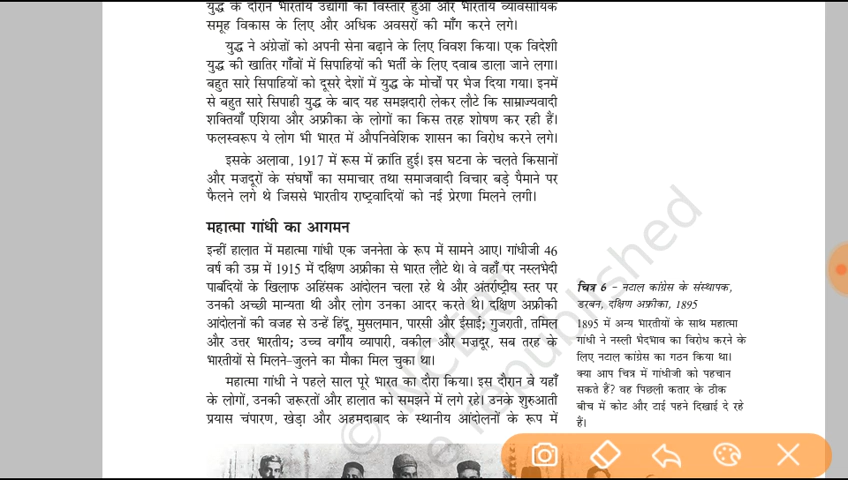 युद्ध के दौरान भारतीय उद्योगों का विस्तार हुआ और भारतीय व्यावसायिक
समूह विकास के लिए और अधिक अवसरों की माँग करने लगे।
युद्ध ने अंग्रेजों को अपनी सेना बढ़ाने के लिए विवश किया। एक विदेशी
युद्ध की खातिर गाँवों में सिपाहियों की भर्ती के लिए दवाब डाला जाने लगा।
बहुत सारे सिपाहियों को दूसरे देशों में युद्ध के मोर्चों पर भेज दिया गया। इनमें
से बहुत सारे सिपाही युद्ध के बाद यह समझदारी लेकर लौटे कि साम्राज्यवादी
शक्तियाँ एशिया और अफ्रीका के लोगों का किस तरह शोषण कर रही हैं।
फलस्वरूप ये लोग भी भारत में औपनिवेशिक शासन का विरोध करने लगे।
इसके अलावा, 1917 में रूस में क्रांति हुई। इस घटना के चलते किसानों
और मज़दूरों के संघर्षों का समाचार तथा समाजवादी विचार बड़े पैमाने पर
फैलने लगे थे जिससे भारतीय राष्ट्रवादियों को नई प्रेरणा मिलने लगी।
महात्मा गांधी का आगमन
इन्हीं हालात में महात्मा गांधी एक जननेता के रूप में सामने आए। गांधीजी 46
वर्ष की उम्र में 1915 में दक्षिण अफ्रीका से भारत लौटे थे। वे वहाँ पर नस्लभेदी
पाबंदियों के खिलाफ अहिंसक आंदोलन चला रहे थे और अंतर्राष्ट्रीय स्तर पर
उनकी अच्छी मान्यता थी और लोग उनका आदर करते थे। दक्षिण अफ्रीकी
आंदोलनों की वजह से उन्हें हिंदू, मुसलमान, पारसी और ईसाई; गुजराती, तमिल
और उत्तर भारतीय; उच्च वर्गीय व्यापारी, वकील और मज़दूर, सब तरह के
भारतीयों से मिलने-जुलने का मौका मिल चुका था।
महात्मा गांधी ने पहले साल पूरे भारत का दौरा किया। इस दौरान वे यहाँ
के लोगों, उनकी जरूरतों और हालात को समझने में लगे रहे। उनके शुरुआती
प्रयास चंपारण, खेड़ा और अहमदाबाद के स्थानीय आंदोलनों के रूप में
चित्र 6 – नटाल कांग्रेस के संस्थापक,
डरबन, दक्षिण अफ्रीका, 1895
1895 में अन्य भारतीयों के साथ महात्मा
गांधी ने नस्ली भेदभाव का विरोध करने के
लिए नटाल कांग्रेस का गठन किया था।
क्या आप चित्र में गांधीजी को पहचान
सकते हैं? वह पिछली कतार के ठीक
बीच में कोट और टाई पहने दिखाई दे रहे
हैं।
© NCERT
e republished